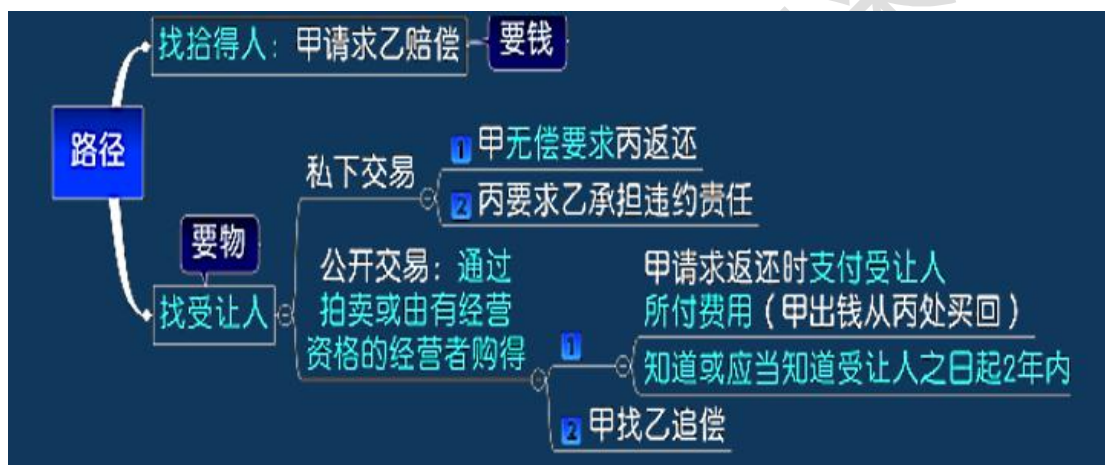 找拾得人：甲请求乙赔偿
要钱
路径
私下交易
1 甲无偿要求丙返还
2 丙要求乙承担违约责任
要物
找受让人
公开交易：通过
拍卖或由有经营
资格的经营者购得
1
甲请求返还时支付受让人
所付费用（甲出钱从丙处买回）
知道或应当知道受让人之日起2年内
2 甲找乙追偿